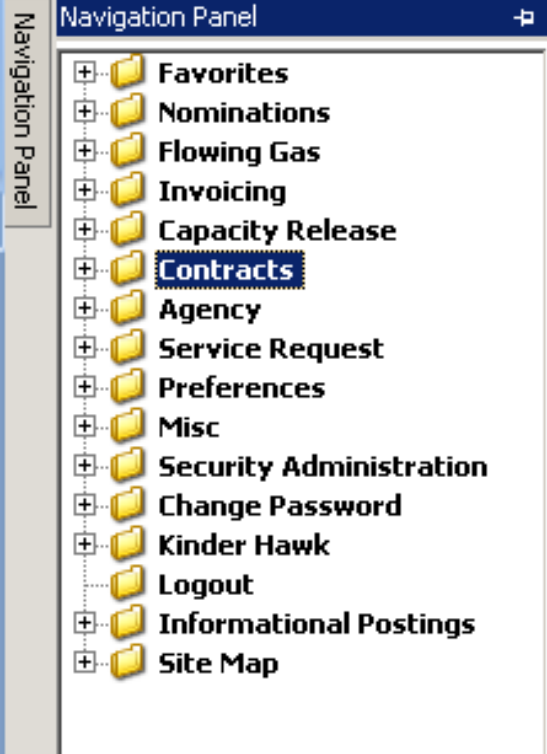 Navigation Panel
Navigation Panel
Favorites
Nominations
Flowing Gas
Invoicing
Capacity Release
Contracts
Agency
Service Request
Preferences
Misc
Security Administration
Change Password
Kinder Hawk
Logout
Informational Postings
Site Map